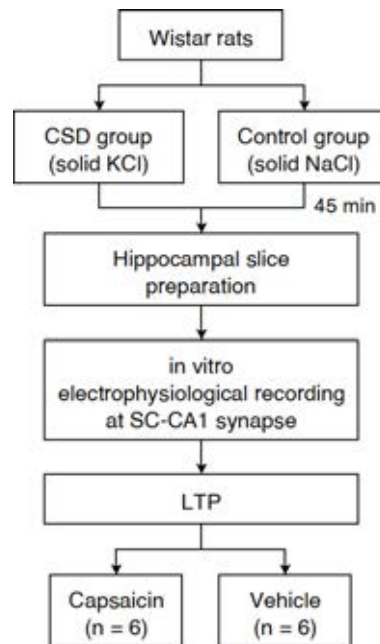 Wistar rats
CSD group
(solid KCl)
Control group
(solid NaCl)
45 min
Hippocampal slice
preparation
in vitro
electrophysiological
recording
at SC-CA1 synapse
LTP
Capsaicin
(n = 6)
Vehicle
(n = 6)